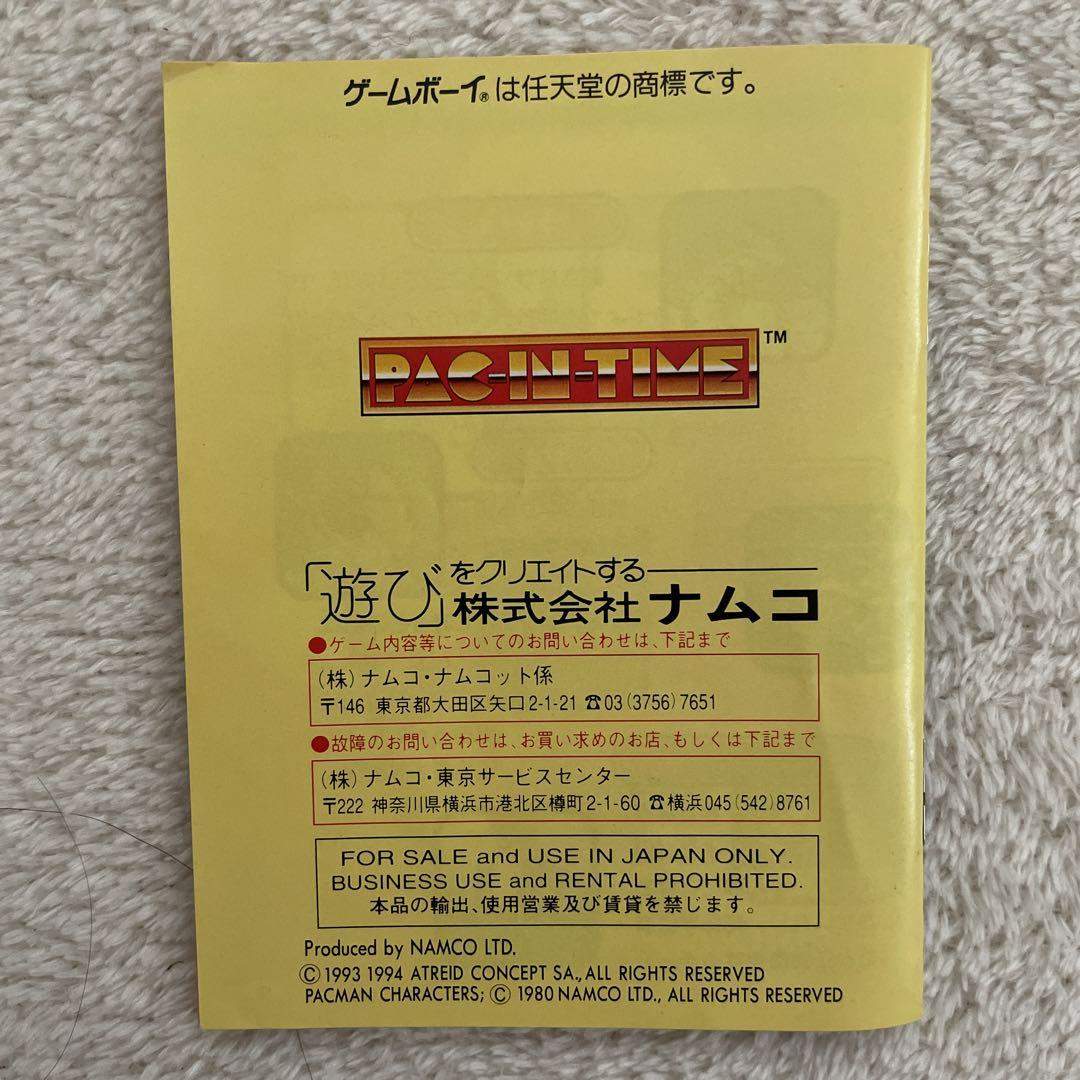 ゲームボーイ®は任天堂の商標です。
PAC-IN-TIME™
「遊び」をクリエイトする
株式会社ナムコ
●ゲーム内容等についてのお問い合わせは、下記まで
(株)ナムコ・ナムコット係
〒146 東京都大田区矢口2-1-21 ☎03(3756)7651
●故障のお問い合わせは、お買い求めのお店、もしくは下記まで
(株)ナムコ・東京サービスセンター
〒222 神奈川県横浜市港北区樽町2-1-60 ☎横浜045(542)8761
FOR SALE and USE IN JAPAN ONLY.
BUSINESS USE and RENTAL PROHIBITED.
本品の輸出、使用営業及び賃貸を禁じます。
Produced by NAMCO LTD.
© 1993 1994 ATREID CONCEPT SA., ALL RIGHTS RESERVED
PACMAN CHARACTERS; © 1980 NAMCO LTD., ALL RIGHTS RESERVED